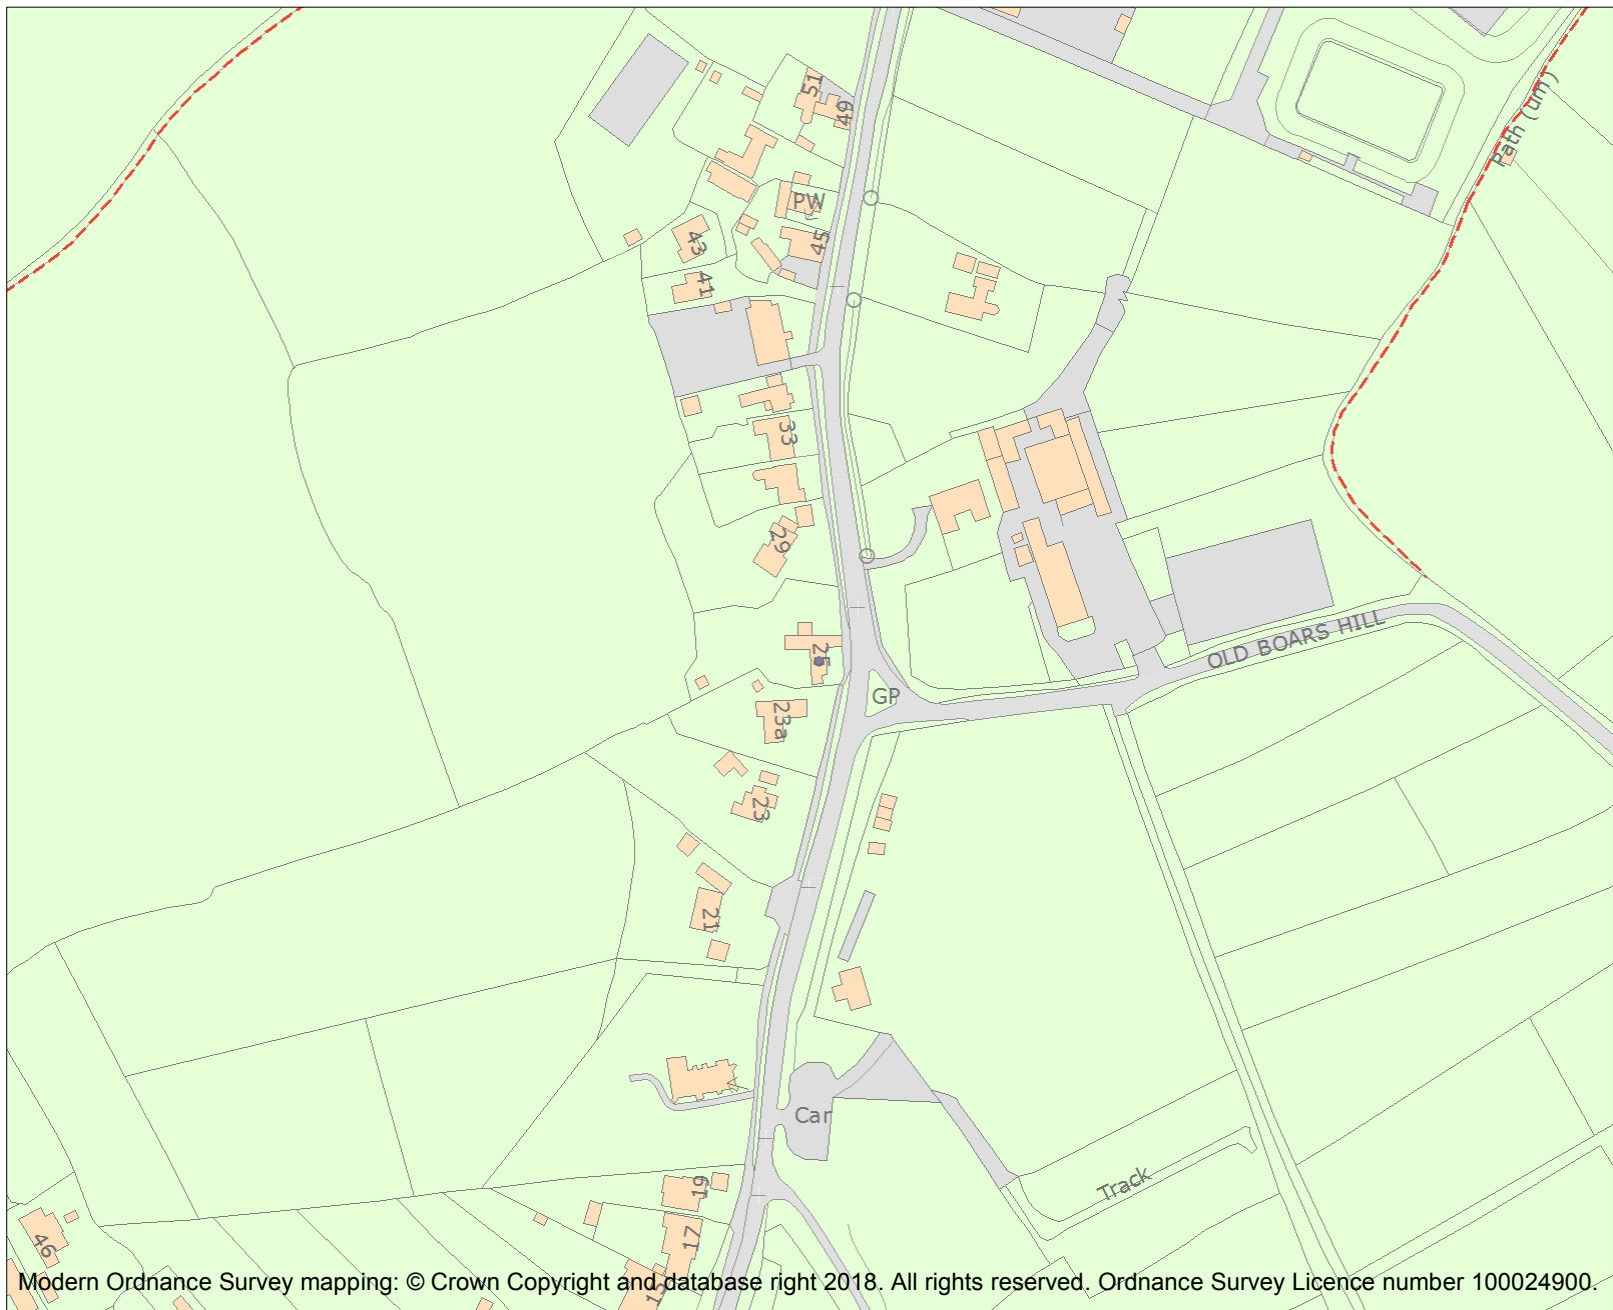 51
49
Path (um)
PW
43
45
41
33
29
OLD BOARS HILL
25
GP
23a
23
21
Car
Track
19
17
46
15
Modern Ordnance Survey mapping: © Crown Copyright and database right 2018. All rights reserved. Ordnance Survey Licence number 100024900.